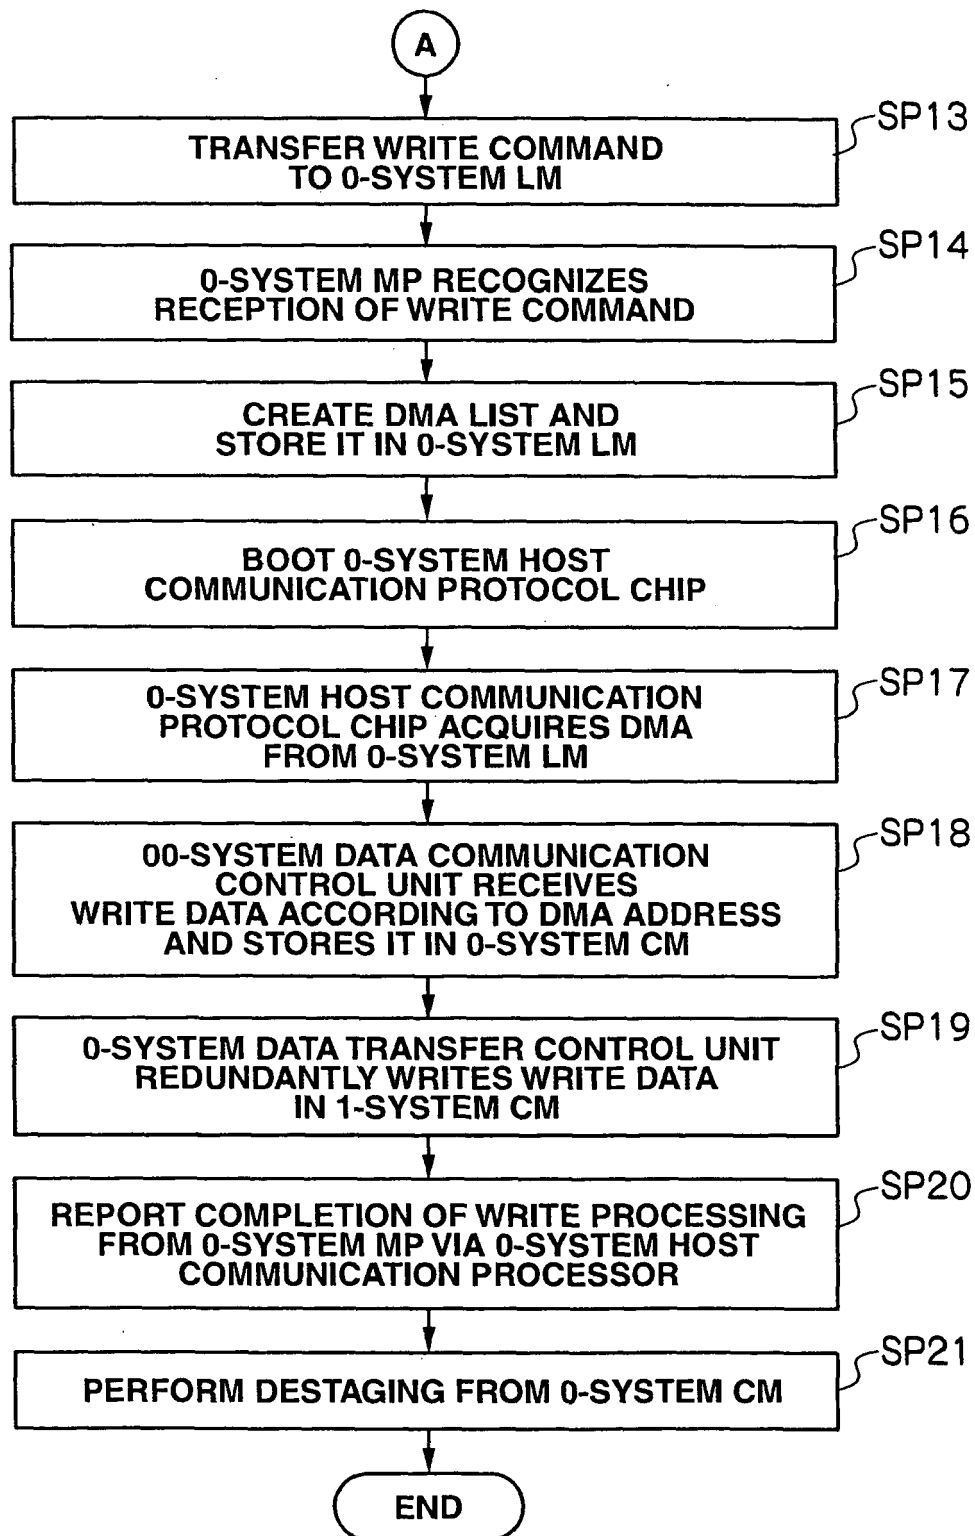 A
SP13
TRANSFER WRITE COMMAND
TO 0-SYSTEM LM
SP14
0-SYSTEM MP RECOGNIZES
RECEPTION OF WRITE COMMAND
SP15
CREATE DMA LIST AND
STORE IT IN 0-SYSTEM LM
SP16
BOOT 0-SYSTEM HOST
COMMUNICATION PROTOCOL CHIP
SP17
0-SYSTEM HOST COMMUNICATION
PROTOCOL CHIP ACQUIRES DMA
FROM 0-SYSTEM LM
SP18
00-SYSTEM DATA COMMUNICATION
CONTROL UNIT RECEIVES
WRITE DATA ACCORDING TO DMA ADDRESS
AND STORES IT IN 0-SYSTEM CM
SP19
0-SYSTEM DATA TRANSFER CONTROL UNIT
REDUNDANTLY WRITES WRITE DATA
IN 1-SYSTEM CM
SP20
REPORT COMPLETION OF WRITE PROCESSING
FROM 0-SYSTEM MP VIA 0-SYSTEM HOST
COMMUNICATION PROCESSOR
SP21
PERFORM DESTAGING FROM 0-SYSTEM CM
END